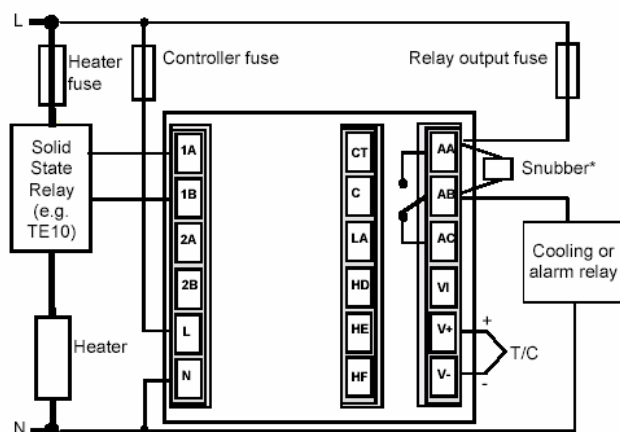 L
Heater
fuse
Controller fuse
Relay output fuse
Solid
State
Relay
(e.g.
TE10)
1A
1B
2A
2B
L
N
CT
C
LA
HD
HE
HF
AA
AB
AC
VI
V+
V-
Snubber*
Cooling or
alarm relay
+
T/C
-
Heater
N